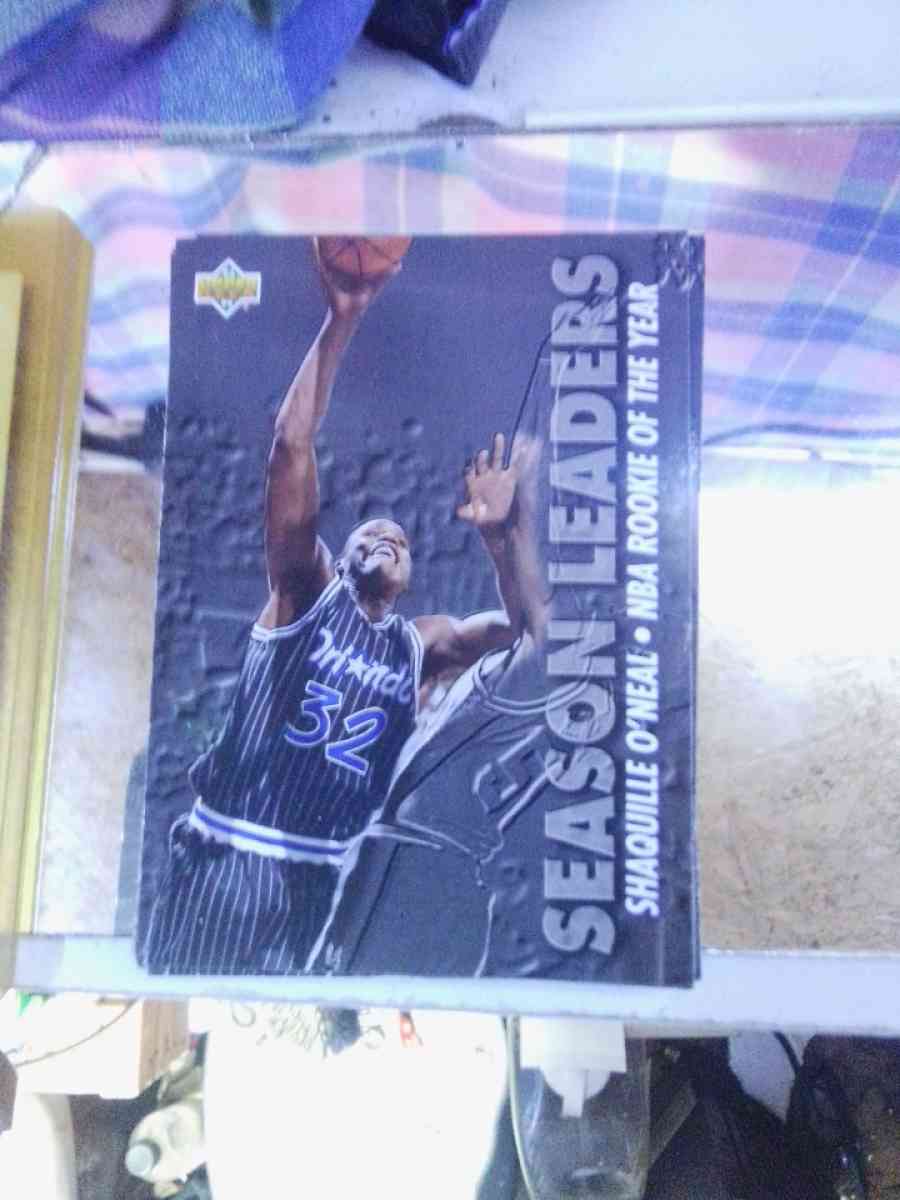 SEASON LEADERS
SHAQUILLE O'NEAL • NBA ROOKIE OF THE YEAR
Orlando
32